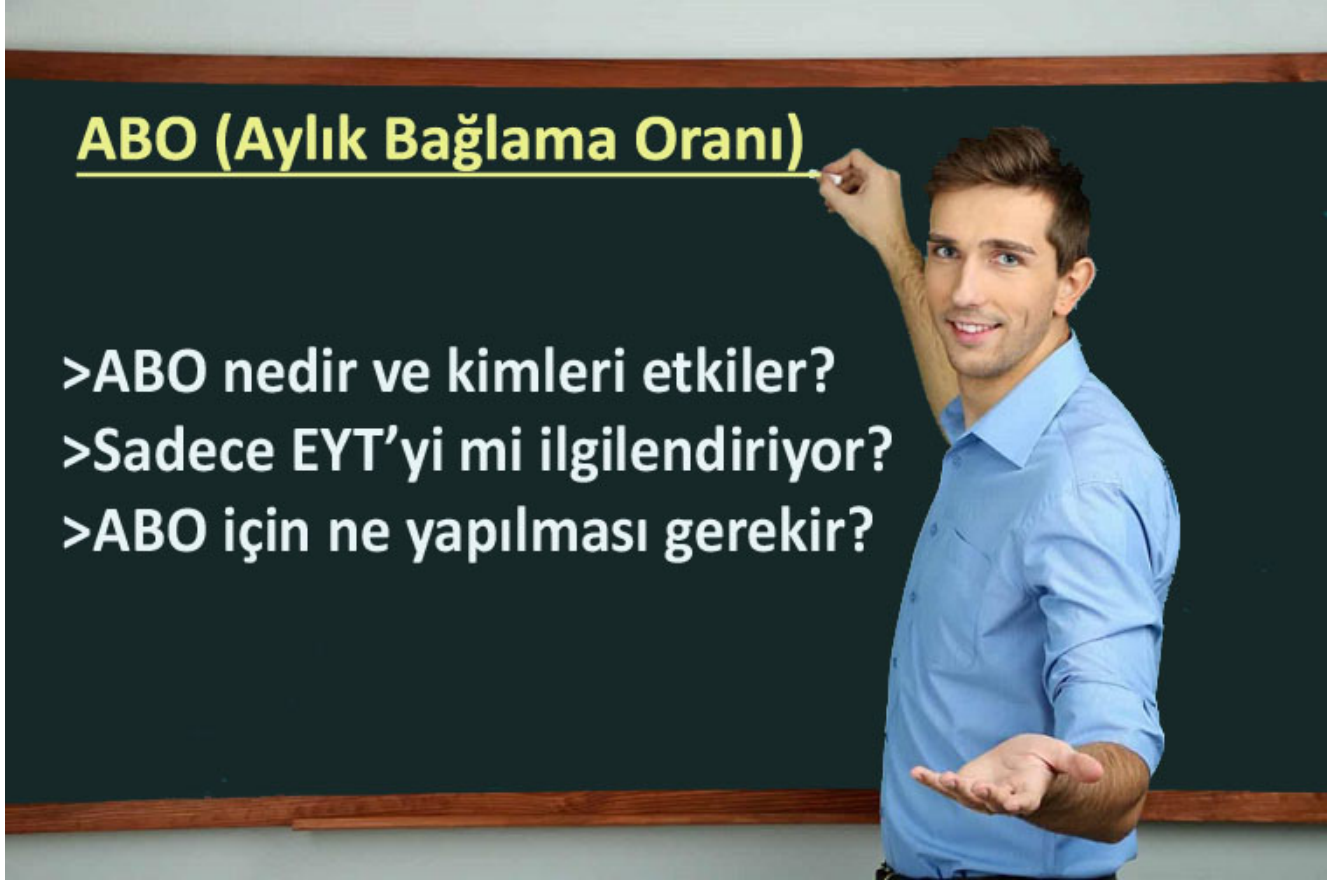 ABO (Aylık Bağlama Oranı)
>ABO nedir ve kimleri etkiler?
>Sadece EYT’yi mi ilgilendiriyor?
>ABO için ne yapılması gerekir?